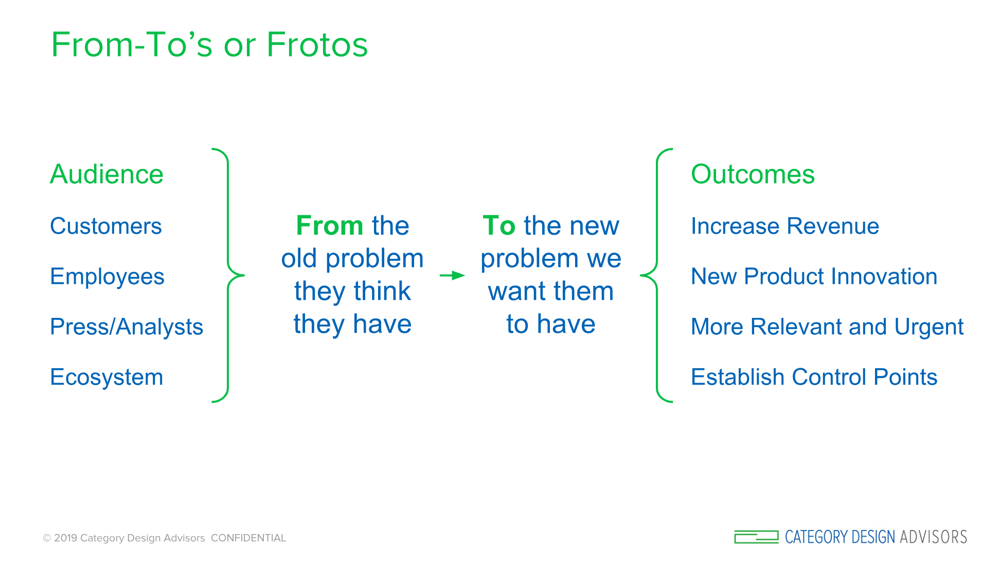 From-To’s or Frotos
Audience
Customers
Employees
Press/Analysts
Ecosystem
From the
old problem
they think
they have
To the new
problem we
want them
to have
Outcomes
Increase Revenue
New Product Innovation
More Relevant and Urgent
Establish Control Points
© 2019 Category Design Advisors  CONFIDENTIAL
CATEGORY DESIGN ADVISORS